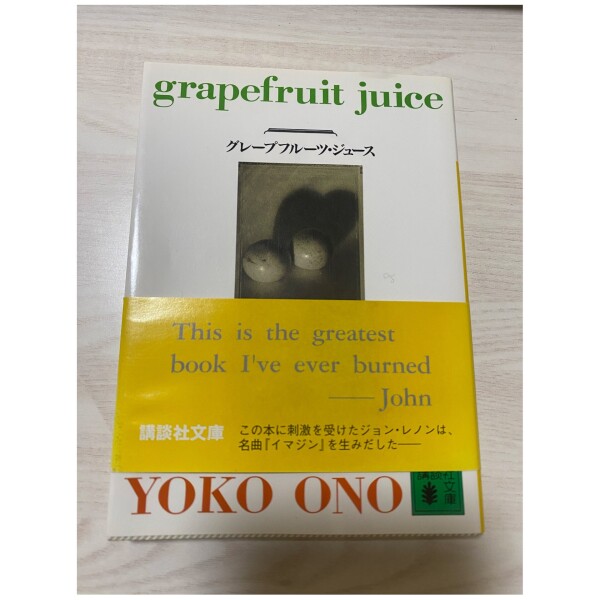 grapefruit juice
グレープフルーツ・ジュース
This is the greatest
book I've ever burned
—John
講談社文庫
この本に刺激を受けたジョン・レノンは、
名曲『イマジン』を生みだした——
YOKO ONO
講談社
文庫